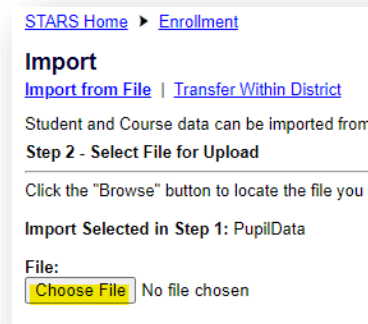 STARS Home ▶ Enrollment
Import
Import from File | Transfer Within District
Student and Course data can be imported from
Step 2 - Select File for Upload
Click the "Browse" button to locate the file you
Import Selected in Step 1: PupilData
File:
Choose File No file chosen